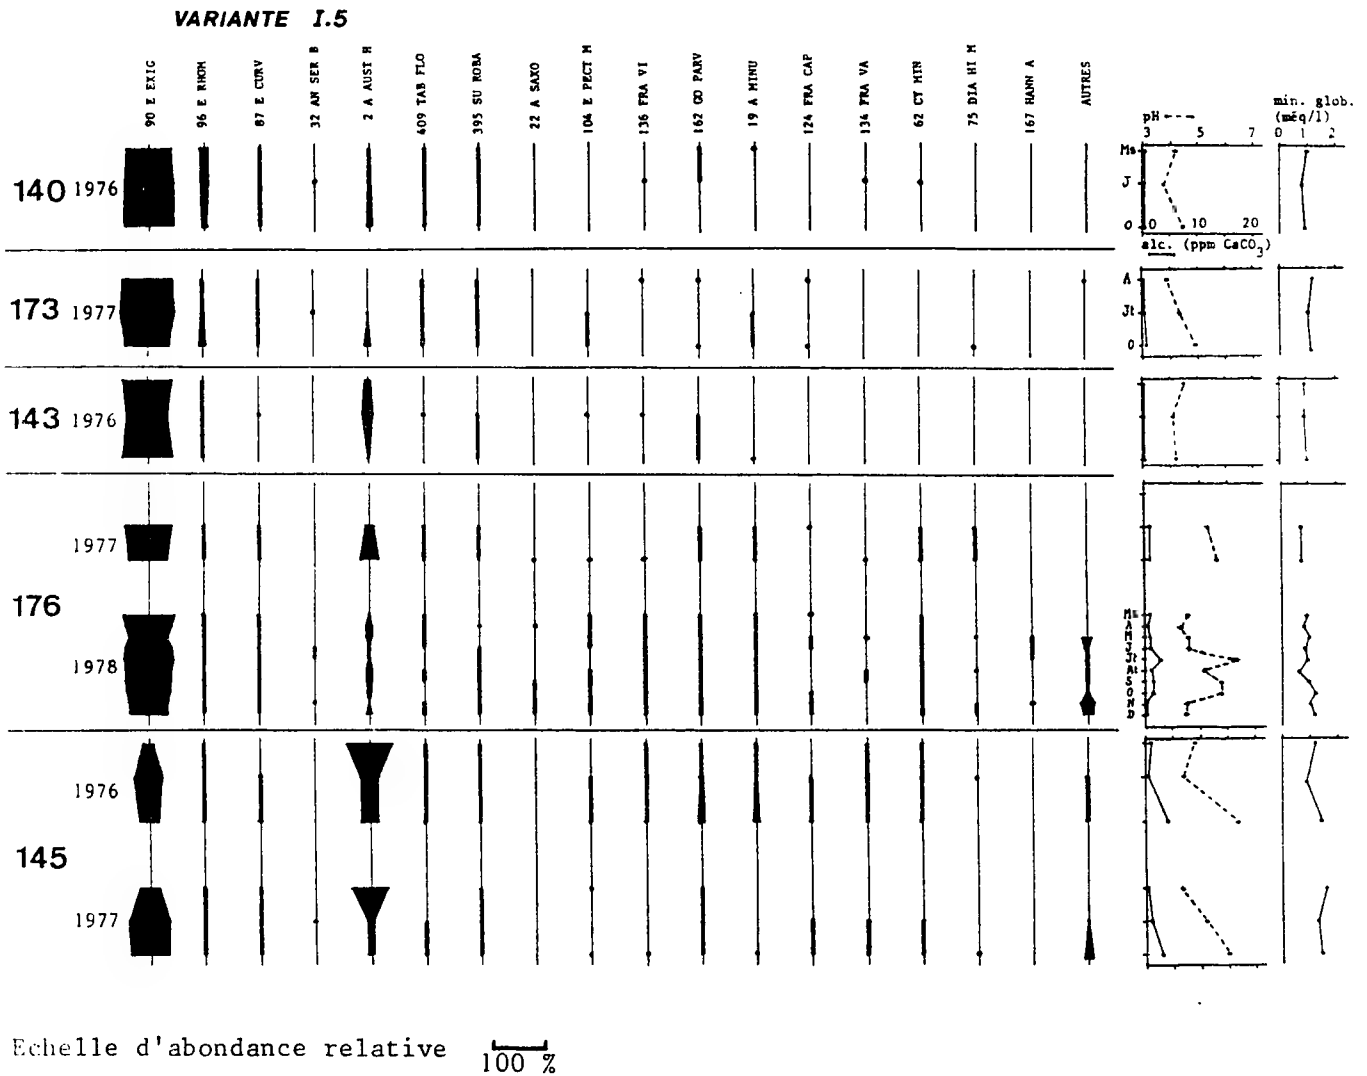 VARIANTE I.5
90 E EXIG
96 E RHOM
87 E CURV
32 AN SER B
2 A AUST H
409 TAB FLO
395 SU ROBA
22 A SAXO
104 E PECT M
136 FRA VI
162 GO PARV
19 A MINU
124 FRA CAP
134 FRA VA
62 CY MIN
75 DIA HI M
167 HANN A
AUTRES
pH
3 5 7
min. glob.
(méq/l)
0 1 2
140 1976
Ms
J
O
0 10 20
alc. (ppm CaCO3)
173 1977
A
Jt
O
143 1976
1977
176
1978
Ms
A
M
J
Jt
At
S
O
N
D
1976
145
1977
Echelle d'abondance relative
100 %